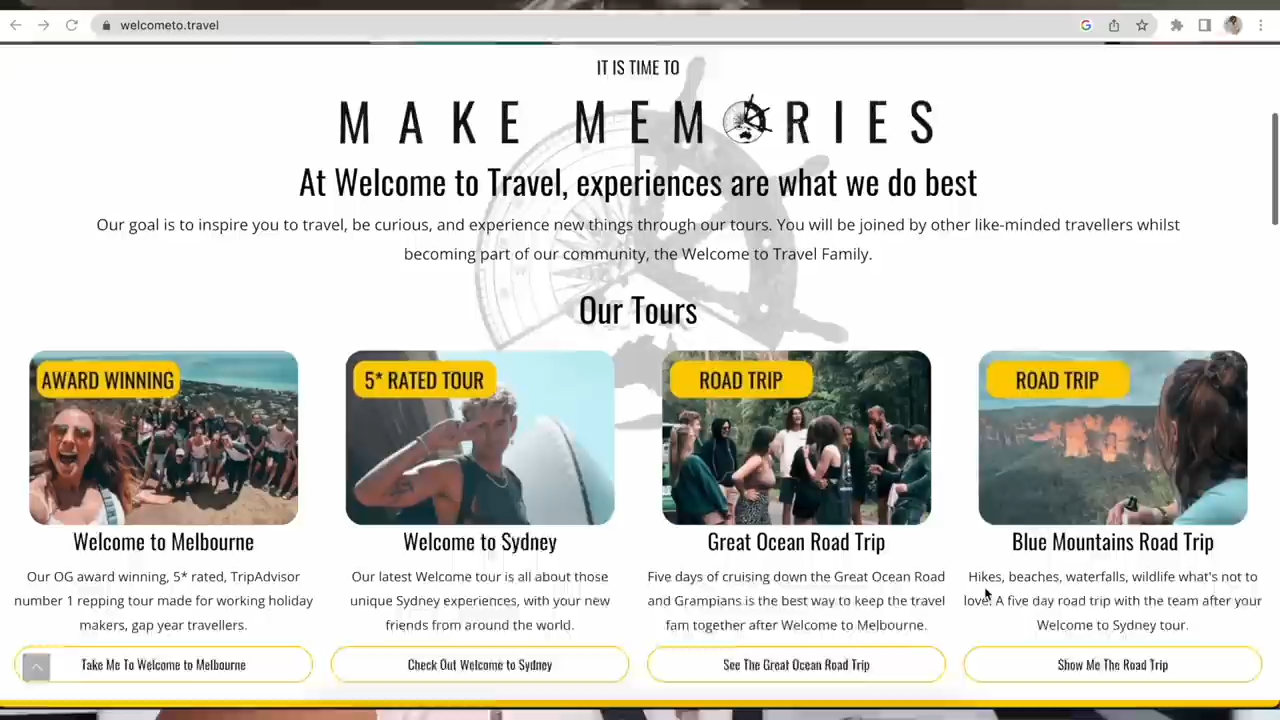 welcometo.travel
IT IS TIME TO
MAKE MEMORIES
At Welcome to Travel, experiences are what we do best
Our goal is to inspire you to travel, be curious, and experience new things through our tours. You will be joined by other like-minded travellers whilst
becoming part of our community, the Welcome to Travel Family.
Our Tours
AWARD WINNING
5* RATED TOUR
ROAD TRIP
ROAD TRIP
Welcome to Melbourne
Our OG award winning, 5* rated, TripAdvisor
number 1 repping tour made for working holiday
makers, gap year travellers.
Take Me To Welcome to Melbourne
Welcome to Sydney
Our latest Welcome tour is all about those
unique Sydney experiences, with your new
friends from around the world.
Check Out Welcome to Sydney
Great Ocean Road Trip
Five days of cruising down the Great Ocean Road
and Grampians is the best way to keep the travel
fam together after Welcome to Melbourne.
See The Great Ocean Road Trip
Blue Mountains Road Trip
Hikes, beaches, waterfalls, wildlife what's not to
love. A five day road trip with the team after your
Welcome to Sydney tour.
Show Me The Road Trip